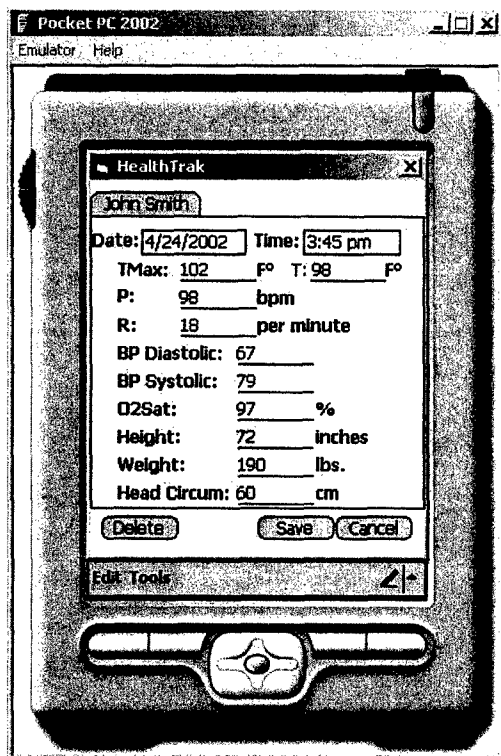 Pocket PC 2002
Emulator Help
HealthTrak
John Smith
Date: 4/24/2002 Time: 3:45 pm
TMax: 102 Fº T: 98 Fº
P: 98 bpm
R: 18 per minute
BP Diastolic: 67
BP Systolic: 79
O2Sat: 97 %
Height: 72 inches
Weight: 190 lbs.
Head Circum: 60 cm
Delete Save Cancel
Edit Tools